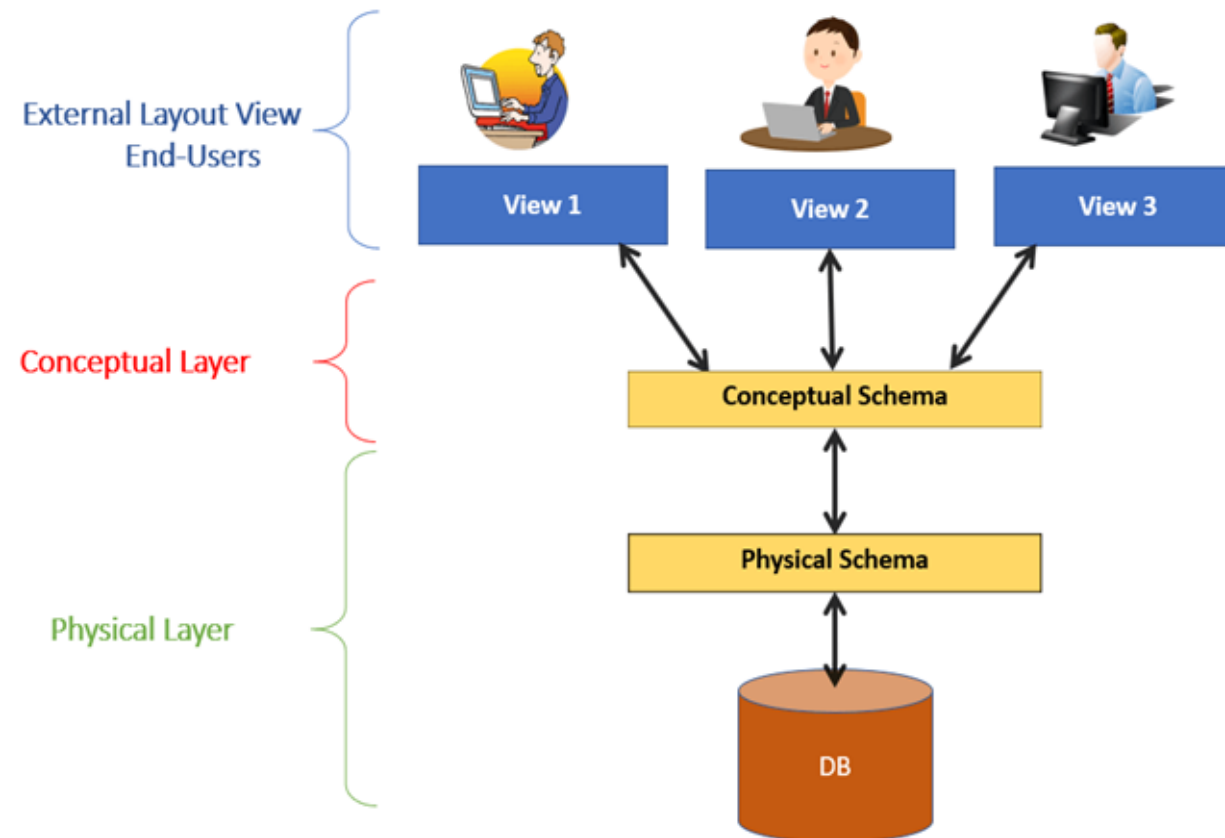 External Layout View
End-Users
View 1
View 2
View 3
Conceptual Layer
Conceptual Schema
Physical Schema
Physical Layer
DB